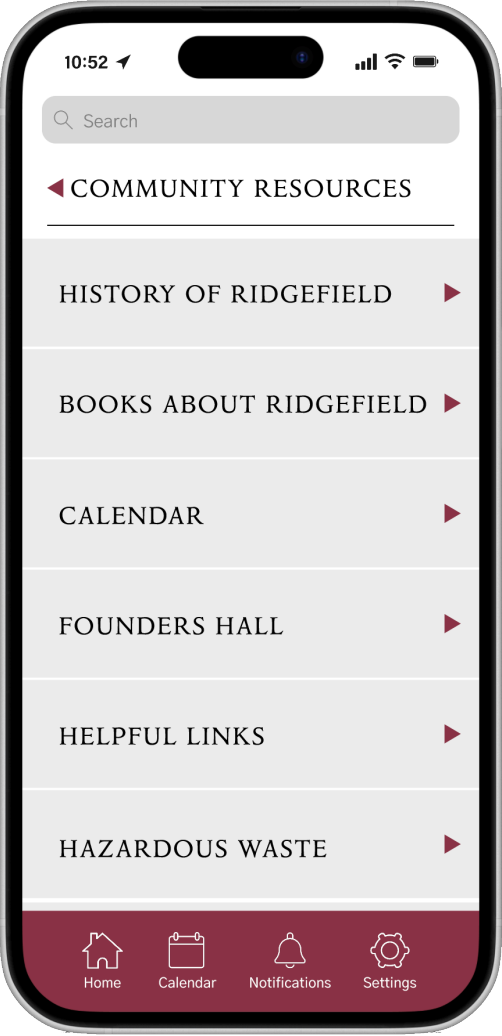 10:52
Search
COMMUNITY RESOURCES
HISTORY OF RIDGEFIELD
BOOKS ABOUT RIDGEFIELD
CALENDAR
FOUNDERS HALL
HELPFUL LINKS
HAZARDOUS WASTE
Home Calendar Notifications Settings